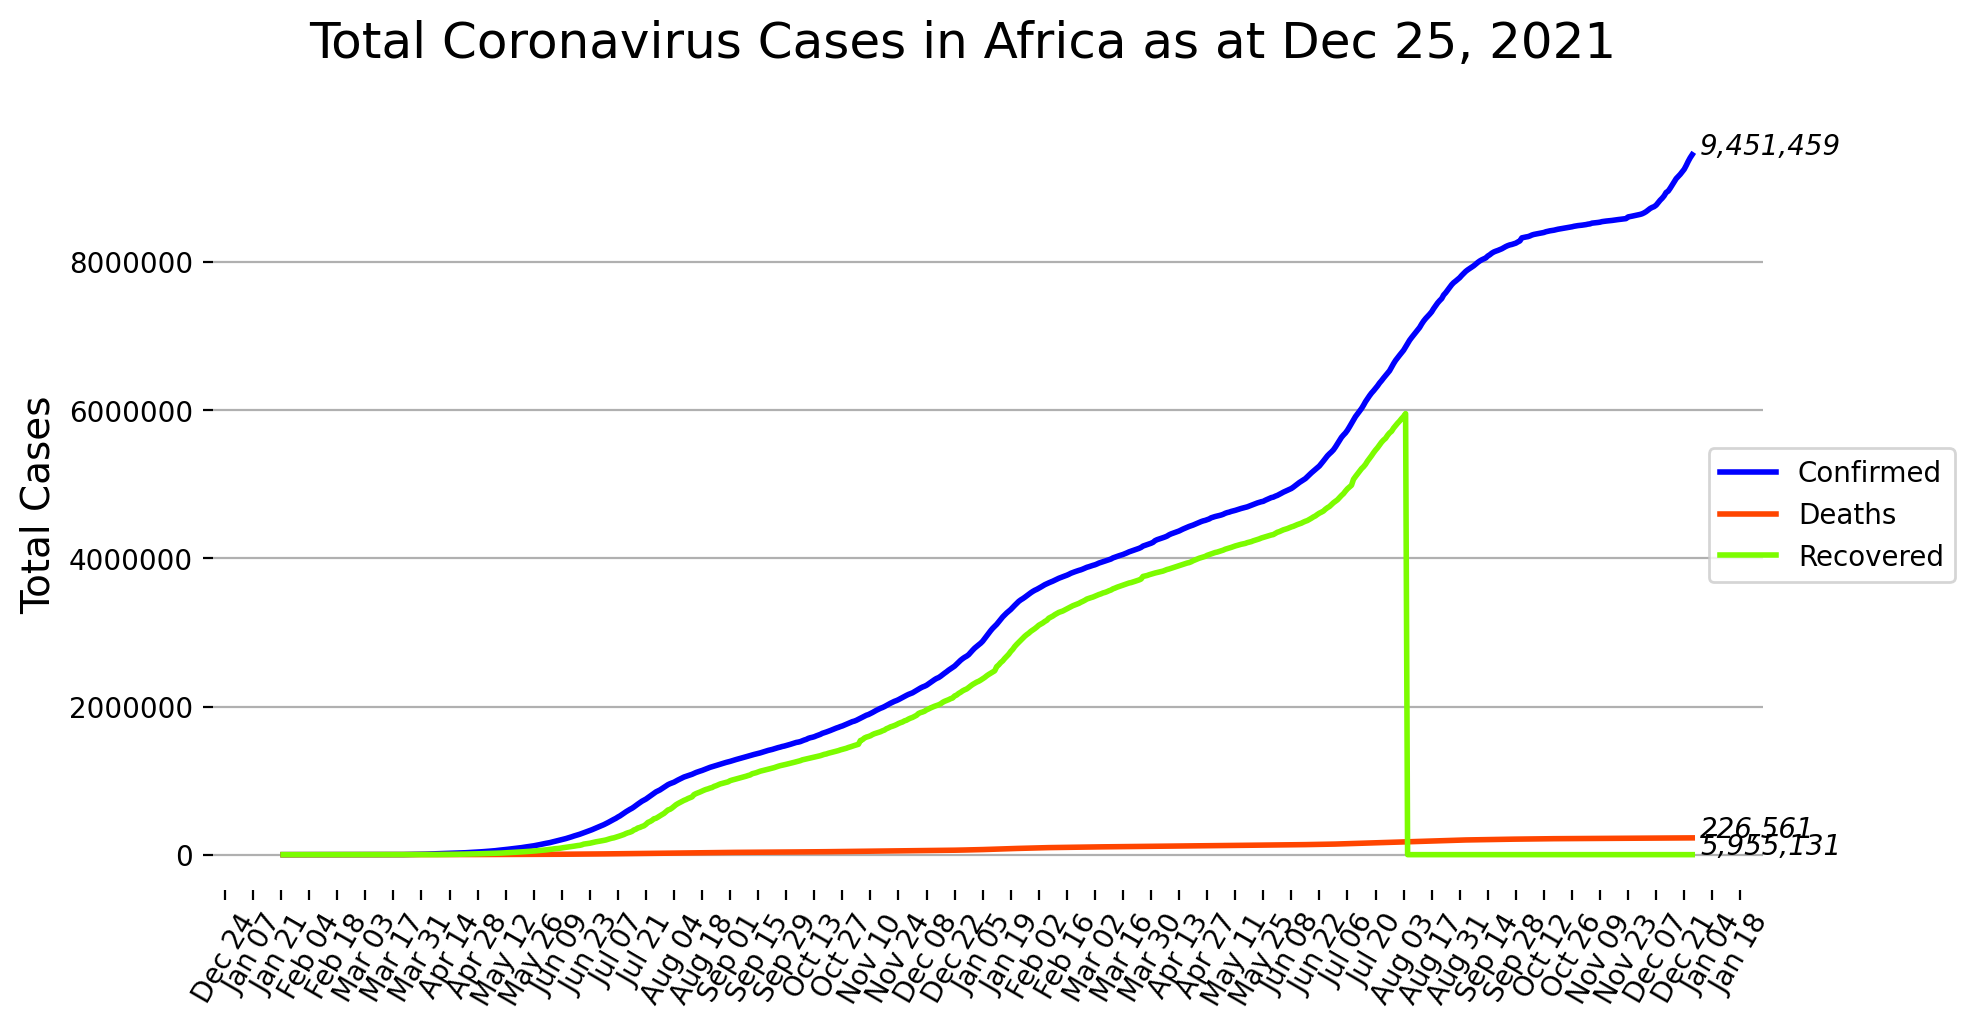 Total Coronavirus Cases in Africa as at Dec 25, 2021
9,451,459
8000000
6000000
Total Cases
Confirmed
Deaths
Recovered
4000000
2000000
226,561
5,955,131
0
Dec 24
Jan 07
Jan 21
Feb 04
Feb 18
Mar 03
Mar 17
Mar 31
Apr 14
Apr 28
May 12
May 26
Jun 09
Jun 23
Jul 07
Jul 21
Aug 04
Aug 18
Sep 01
Sep 15
Sep 29
Oct 13
Oct 27
Nov 10
Nov 24
Dec 08
Dec 22
Jan 05
Jan 19
Feb 02
Feb 16
Mar 02
Mar 16
Mar 30
Apr 13
Apr 27
May 11
May 25
Jun 08
Jun 22
Jul 06
Jul 20
Aug 03
Aug 17
Aug 31
Sep 14
Sep 28
Oct 12
Oct 26
Nov 09
Nov 23
Dec 07
Dec 21
Jan 04
Jan 18